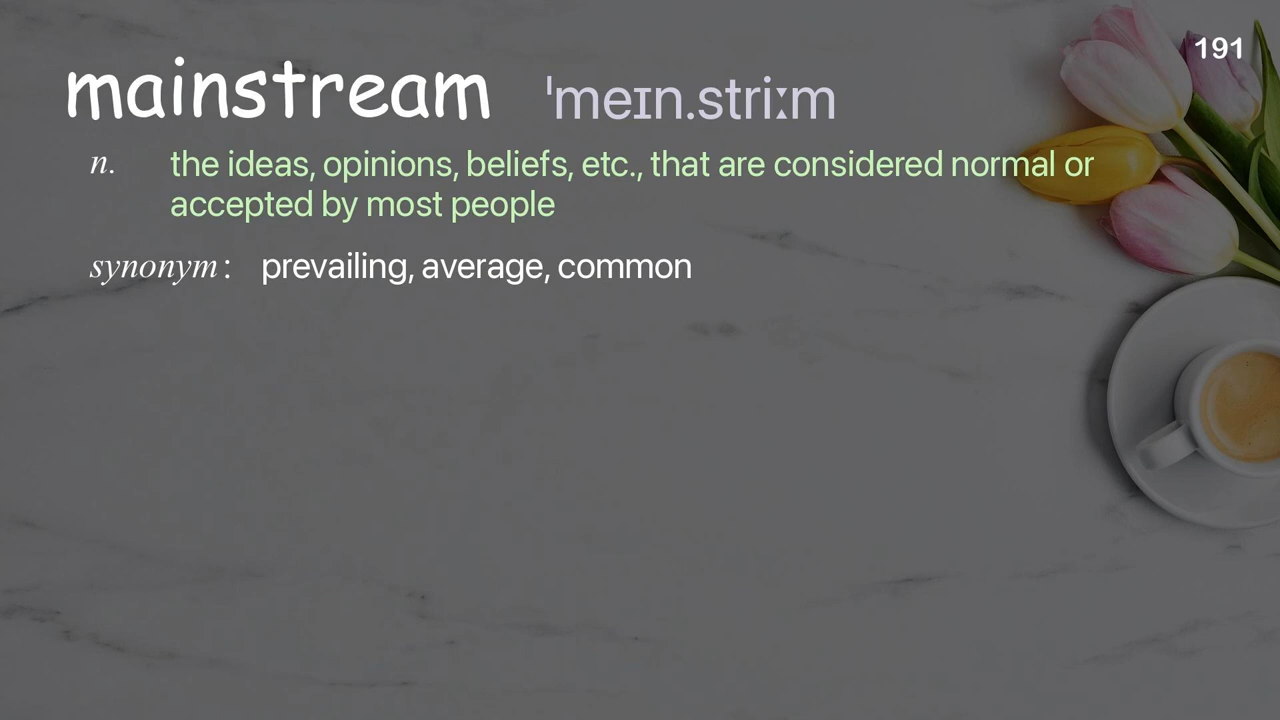 191
mainstream ˈmeɪn.striːm
n. the ideas, opinions, beliefs, etc., that are considered normal or
accepted by most people
synonym: prevailing, average, common